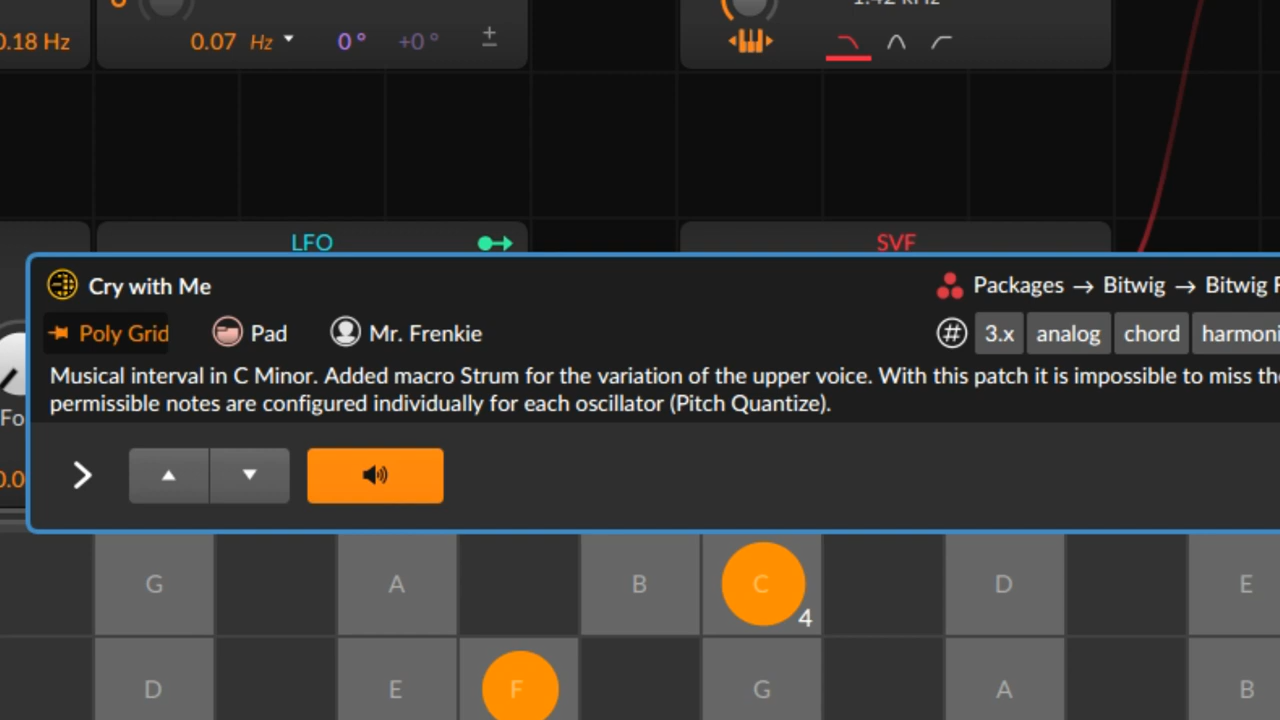 0.18 Hz 0.07 Hz 0° +0° ±
LFO SVF
Cry with Me Packages → Bitwig → Bitwig
Poly Grid Pad Mr. Frenkie # 3.x analog chord harmoni
Musical interval in C Minor. Added macro Strum for the variation of the upper voice. With this patch it is impossible to miss the
permissible notes are configured individually for each oscillator (Pitch Quantize).
G A B C 4 D E
D E F G A B